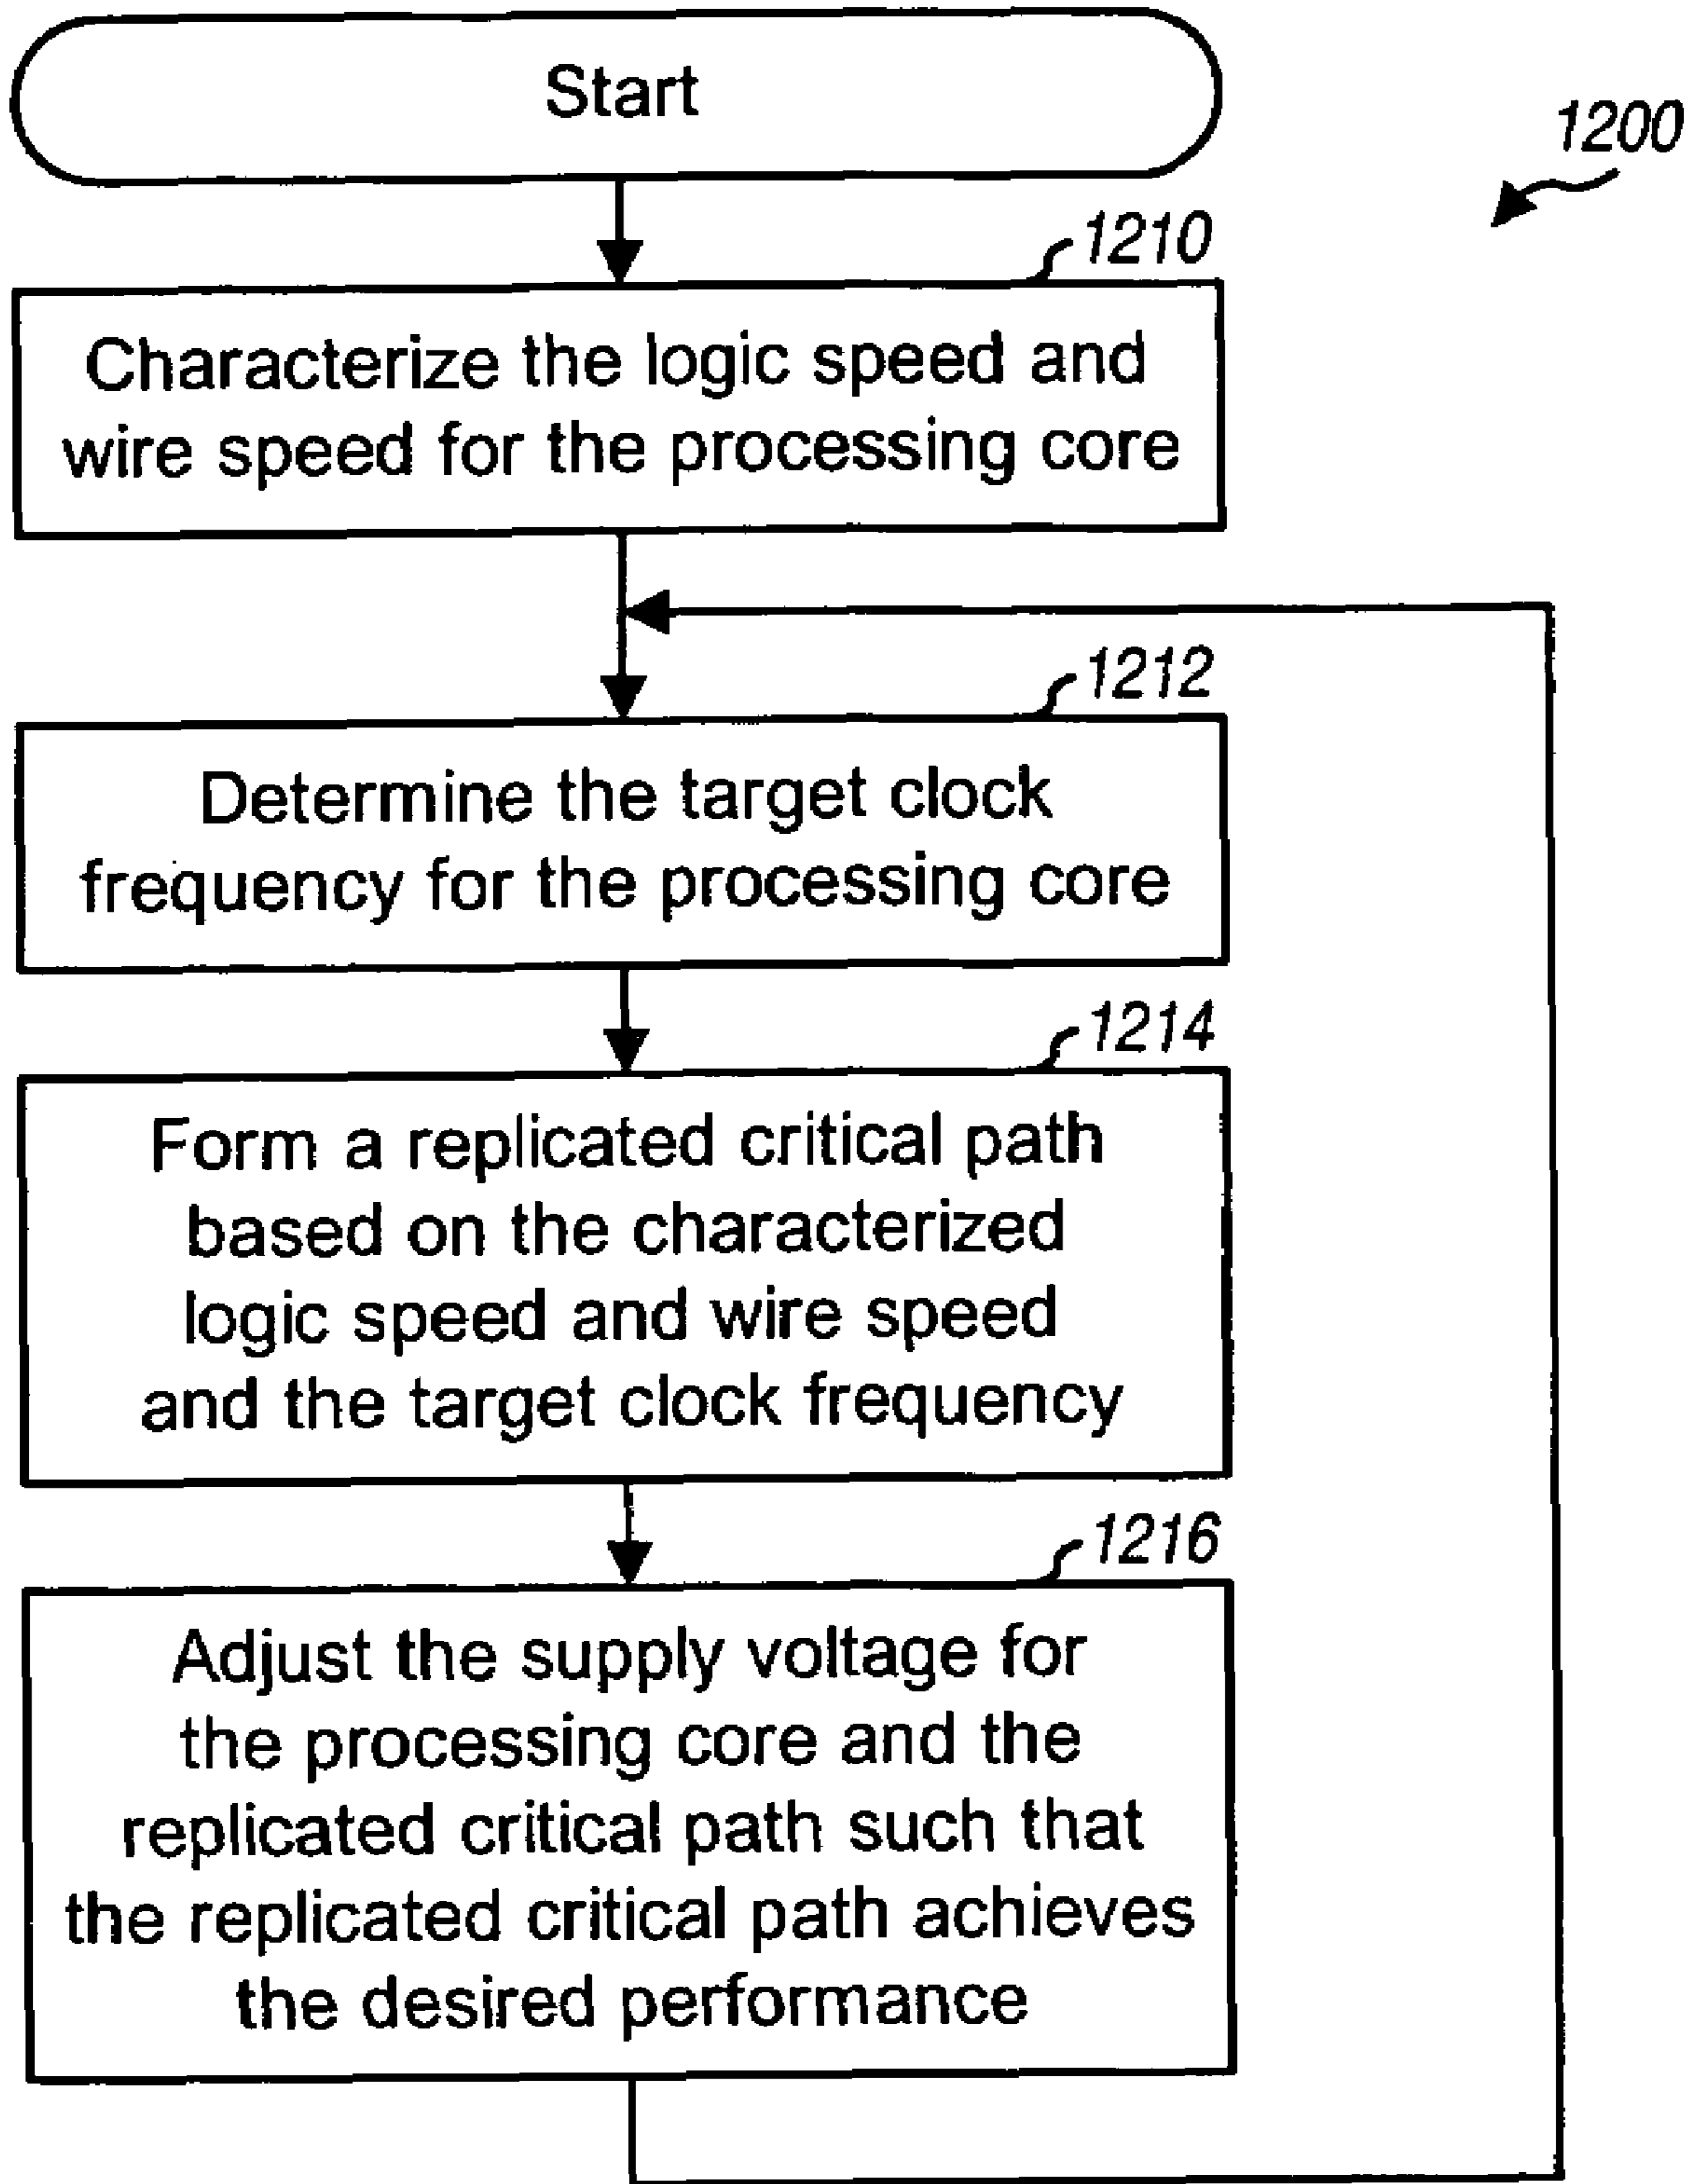 Start
1200
1210
Characterize the logic speed and
wire speed for the processing core
1212
Determine the target clock
frequency for the processing core
1214
Form a replicated critical path
based on the characterized
logic speed and wire speed
and the target clock frequency
1216
Adjust the supply voltage for
the processing core and the
replicated critical path such that
the replicated critical path achieves
the desired performance